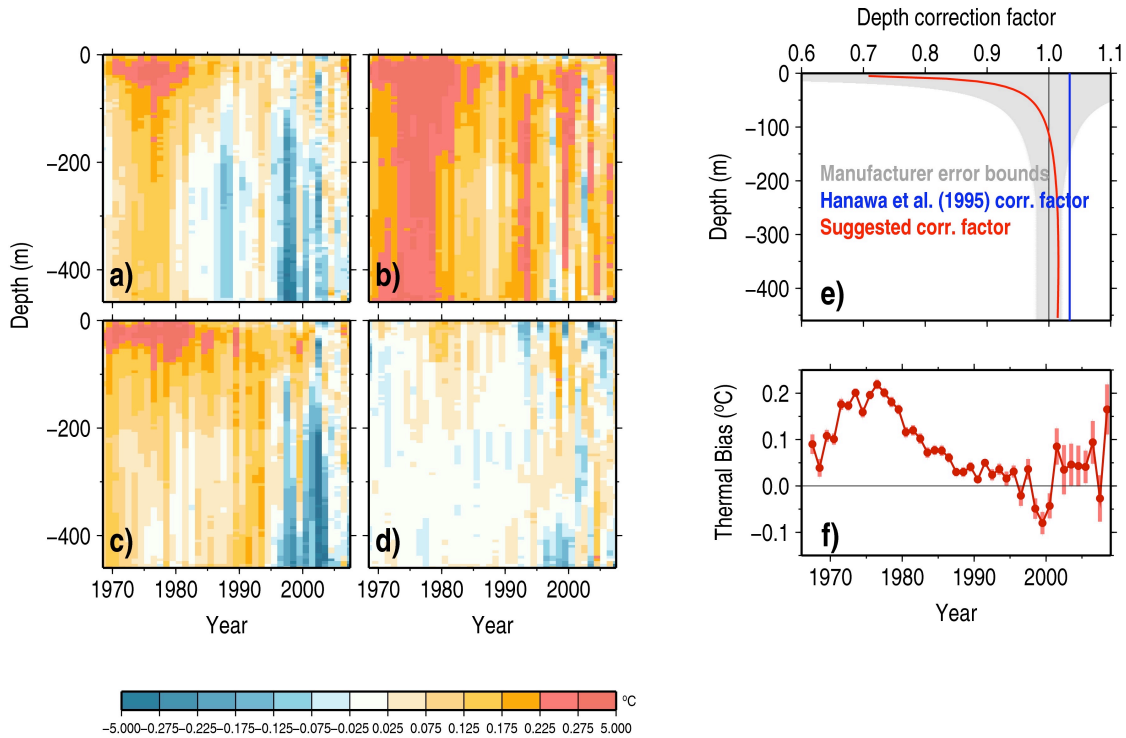 Depth correction factor
0.6 0.7 0.8 0.9 1.0 1.1
0
−200
−400
Depth (m)
a)
b)
0
−100
−200
−300
−400
Depth (m)
Manufacturer error bounds
Hanawa et al. (1995) corr. factor
Suggested corr. factor
e)
0
−200
−400
c)
d)
1970 1980 1990 2000
1970 1980 1990 2000
Year
Year
0.2
0.1
0.0
−0.1
Thermal Bias (ºC)
f)
1970 1980 1990 2000
Year
ºC
−5.000−0.275−0.225−0.175−0.125−0.075−0.025 0.025 0.075 0.125 0.175 0.225 0.275 5.000